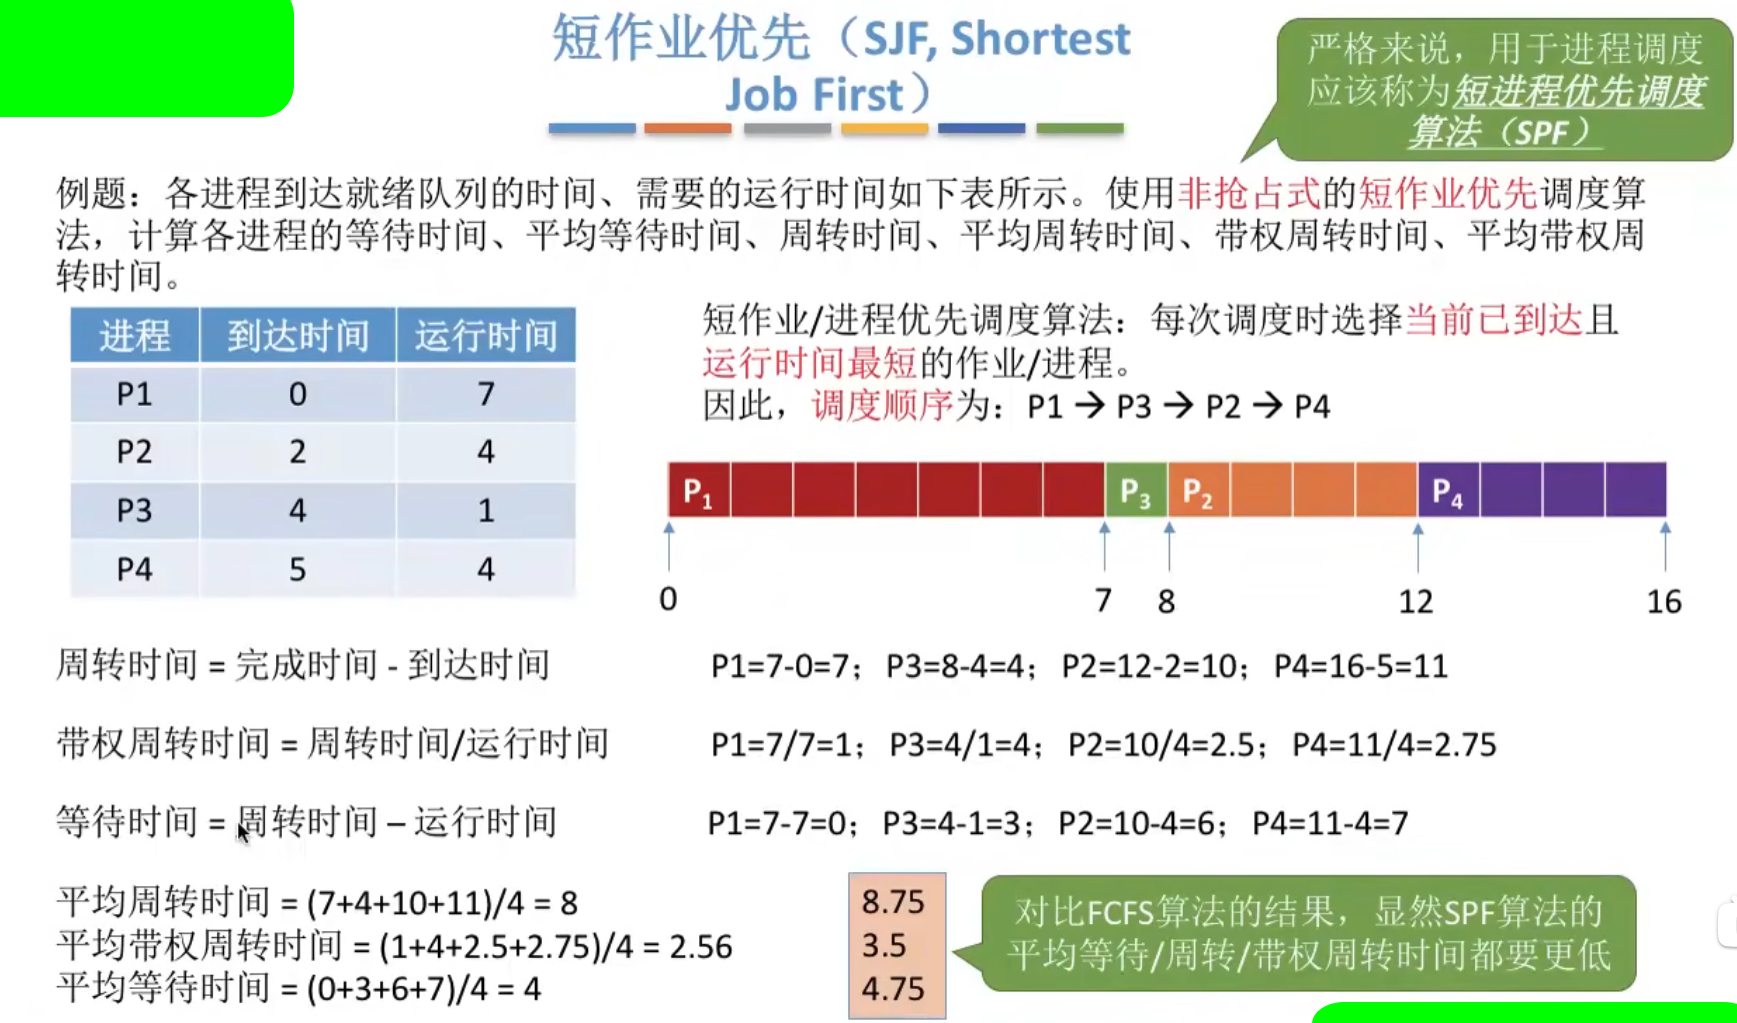 短作业优先（SJF, Shortest
Job First）
严格来说，用于进程调度
应该称为短进程优先调度
算法（SPF）
例题：各进程到达就绪队列的时间、需要的运行时间如下表所示。使用非抢占式的短作业优先调度算
法，计算各进程的等待时间、平均等待时间、周转时间、平均周转时间、带权周转时间、平均带权周
转时间。
进程 到达时间 运行时间
P1 0 7
P2 2 4
P3 4 1
P4 5 4
短作业/进程优先调度算法：每次调度时选择当前已到达且
运行时间最短的作业/进程。
因此，调度顺序为：P1 → P3 → P2 → P4
P1 P3 P2 P4
0 7 8 12 16
周转时间 = 完成时间 - 到达时间
P1=7-0=7；P3=8-4=4；P2=12-2=10；P4=16-5=11
带权周转时间 = 周转时间/运行时间
P1=7/7=1；P3=4/1=4；P2=10/4=2.5；P4=11/4=2.75
等待时间 = 周转时间 – 运行时间
P1=7-7=0；P3=4-1=3；P2=10-4=6；P4=11-4=7
平均周转时间 = (7+4+10+11)/4 = 8
平均带权周转时间 = (1+4+2.5+2.75)/4 = 2.56
平均等待时间 = (0+3+6+7)/4 = 4
8.75
3.5
4.75
对比FCFS算法的结果，显然SPF算法的
平均等待/周转/带权周转时间都要更低